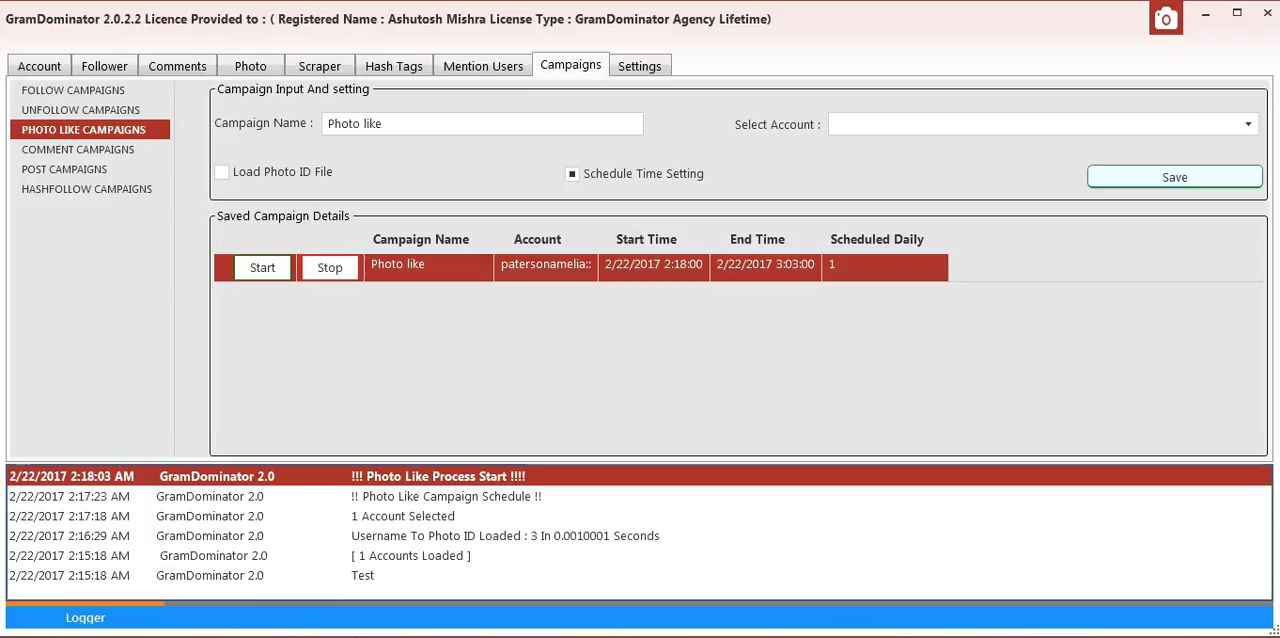 GramDominator 2.0.2.2 Licence Provided to : ( Registered Name : Ashutosh Mishra License Type : GramDominator Agency Lifetime)
Account Follower Comments Photo Scraper Hash Tags Mention Users Campaigns Settings
FOLLOW CAMPAIGNS
UNFOLLOW CAMPAIGNS
PHOTO LIKE CAMPAIGNS
COMMENT CAMPAIGNS
POST CAMPAIGNS
HASHFOLLOW CAMPAIGNS
Campaign Input And setting
Campaign Name : Photo like Select Account :
Load Photo ID File Schedule Time Setting Save
Saved Campaign Details
Campaign Name Account Start Time End Time Scheduled Daily
Start Stop Photo like patersonamelia:: 2/22/2017 2:18:00 2/22/2017 3:03:00 1
2/22/2017 2:18:03 AM GramDominator 2.0 !!! Photo Like Process Start !!!!
2/22/2017 2:17:23 AM GramDominator 2.0 !! Photo Like Campaign Schedule !!
2/22/2017 2:17:18 AM GramDominator 2.0 1 Account Selected
2/22/2017 2:16:29 AM GramDominator 2.0 Username To Photo ID Loaded : 3 In 0.0010001 Seconds
2/22/2017 2:15:18 AM GramDominator 2.0 [ 1 Accounts Loaded ]
2/22/2017 2:15:18 AM GramDominator 2.0 Test
Logger